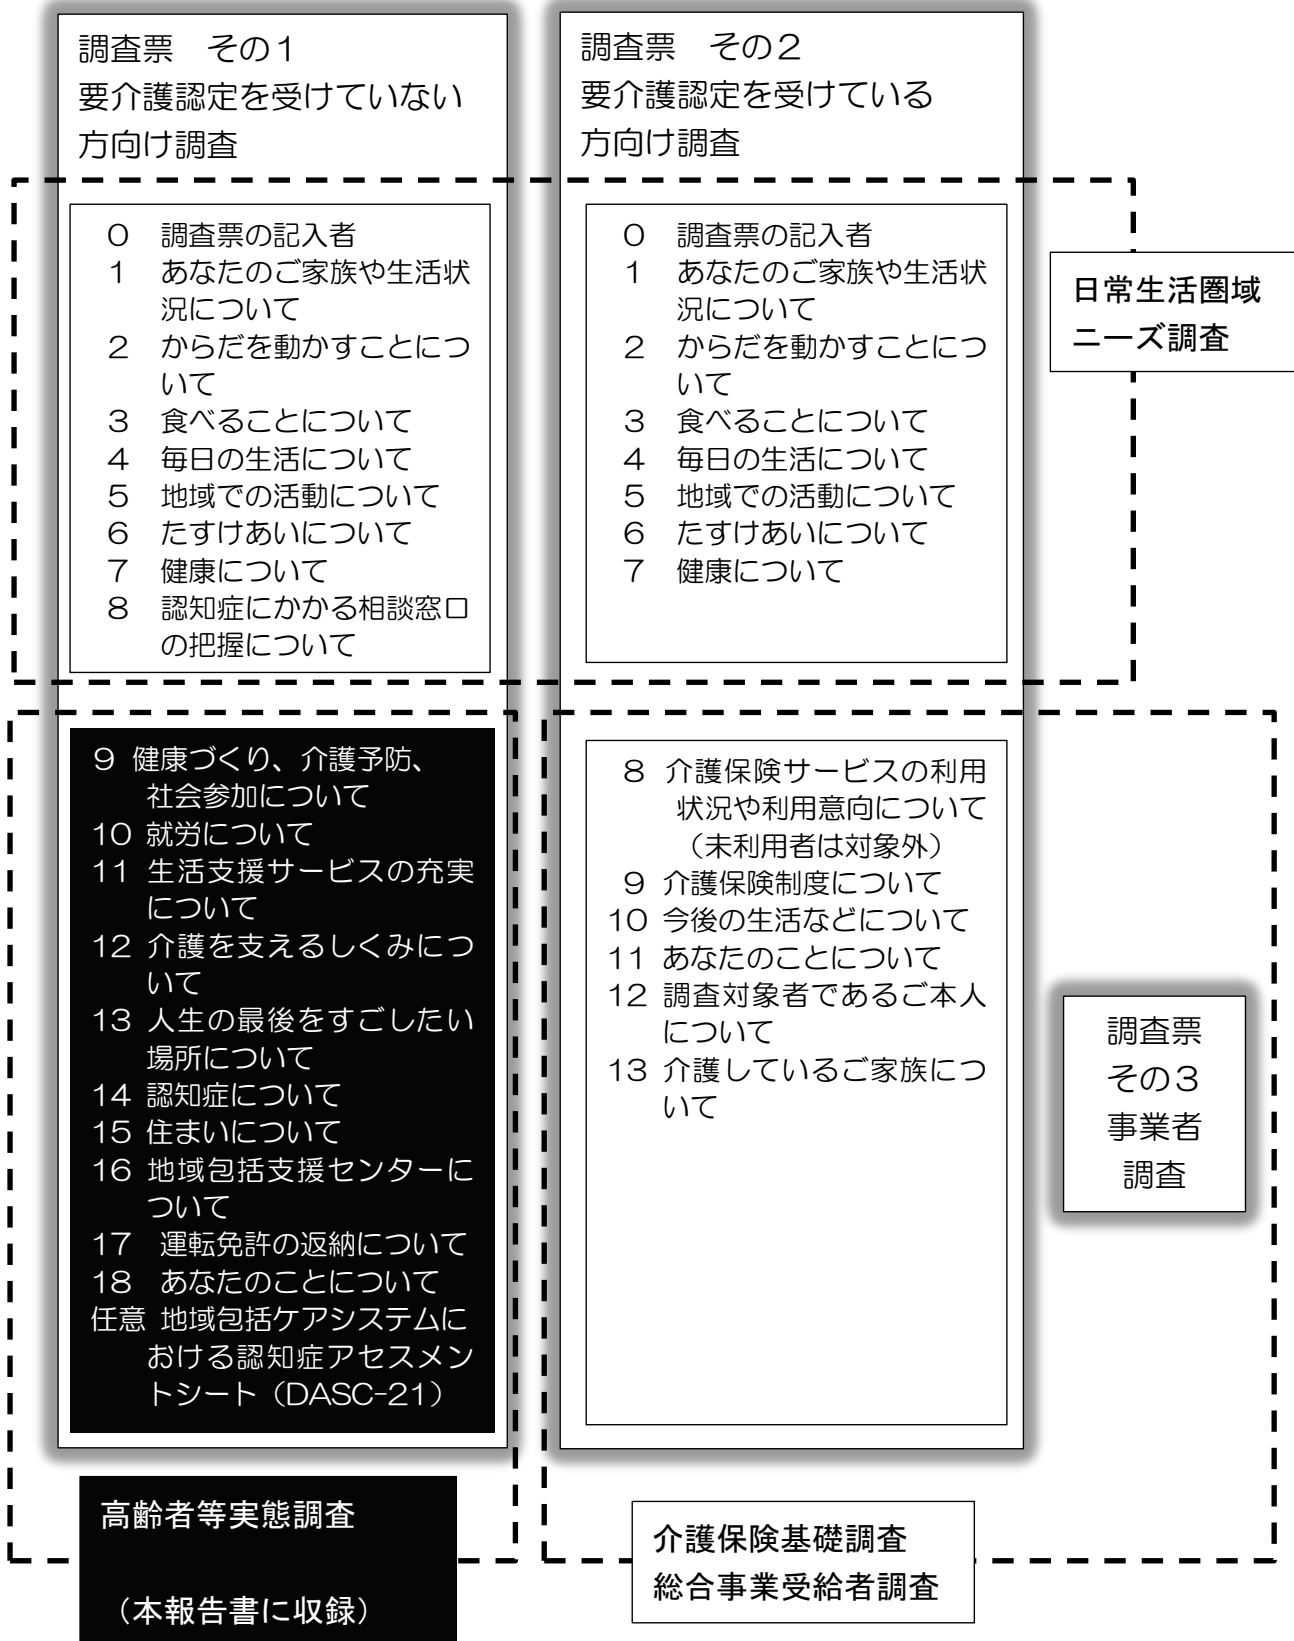 調査票　その１
要介護認定を受けていない
方向け調査
０　調査票の記入者
１　あなたのご家族や生活状
況について
２　からだを動かすことにつ
いて
３　食べることについて
４　毎日の生活について
５　地域での活動について
６　たすけあいについて
７　健康について
８　認知症にかかる相談窓口
の把握について
９ 健康づくり、介護予防、
社会参加について
10 就労について
11 生活支援サービスの充実
について
12 介護を支えるしくみにつ
いて
13 人生の最後をすごしたい
場所について
14 認知症について
15 住まいについて
16 地域包括支援センターに
ついて
17　運転免許の返納について
18　あなたのことについて
任意 地域包括ケアシステムに
おける認知症アセスメン
トシート（DASC-21）
高齢者等実態調査
（本報告書に収録）
調査票　その２
要介護認定を受けている
方向け調査
０　調査票の記入者
１　あなたのご家族や生活状
況について
２　からだを動かすことにつ
いて
３　食べることについて
４　毎日の生活について
５　地域での活動について
６　たすけあいについて
７　健康について
８ 介護保険サービスの利用
状況や利用意向について
（未利用者は対象外）
９ 介護保険制度について
10 今後の生活などについて
11 あなたのことについて
12 調査対象者であるご本人
について
13 介護しているご家族につ
いて
介護保険基礎調査
総合事業受給者調査
日常生活圏域
ニーズ調査
調査票
その３
事業者
調査